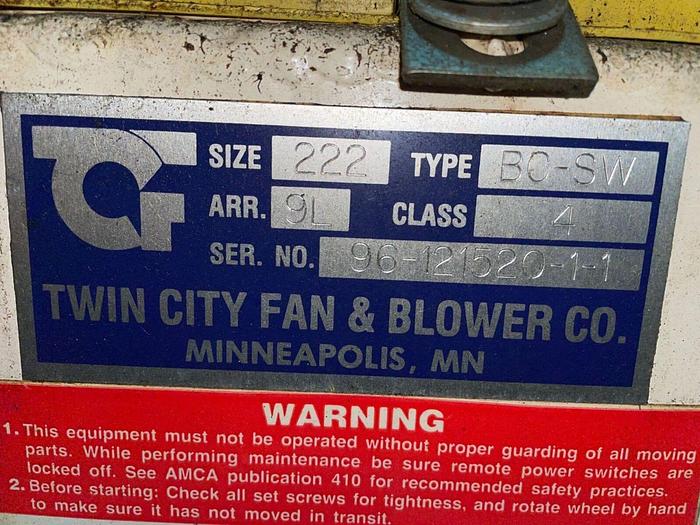 SIZE 222 TYPE BC-SW
ARR. 9L CLASS 4
SER. NO. 96-121520-1-1
TWIN CITY FAN & BLOWER CO.
MINNEAPOLIS, MN
WARNING
1. This equipment must not be operated without proper guarding of all moving
parts. While performing maintenance be sure remote power switches are
locked off. See AMCA publication 410 for recommended safety practices.
2. Before starting: Check all set screws for tightness, and rotate wheel by hand
to make sure it has not moved in transit.